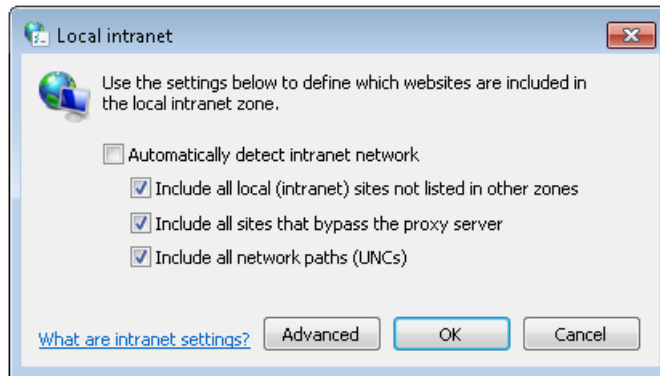 Local intranet
Use the settings below to define which websites are included in
the local intranet zone.
Automatically detect intranet network
Include all local (intranet) sites not listed in other zones
Include all sites that bypass the proxy server
Include all network paths (UNCs)
What are intranet settings? Advanced OK Cancel